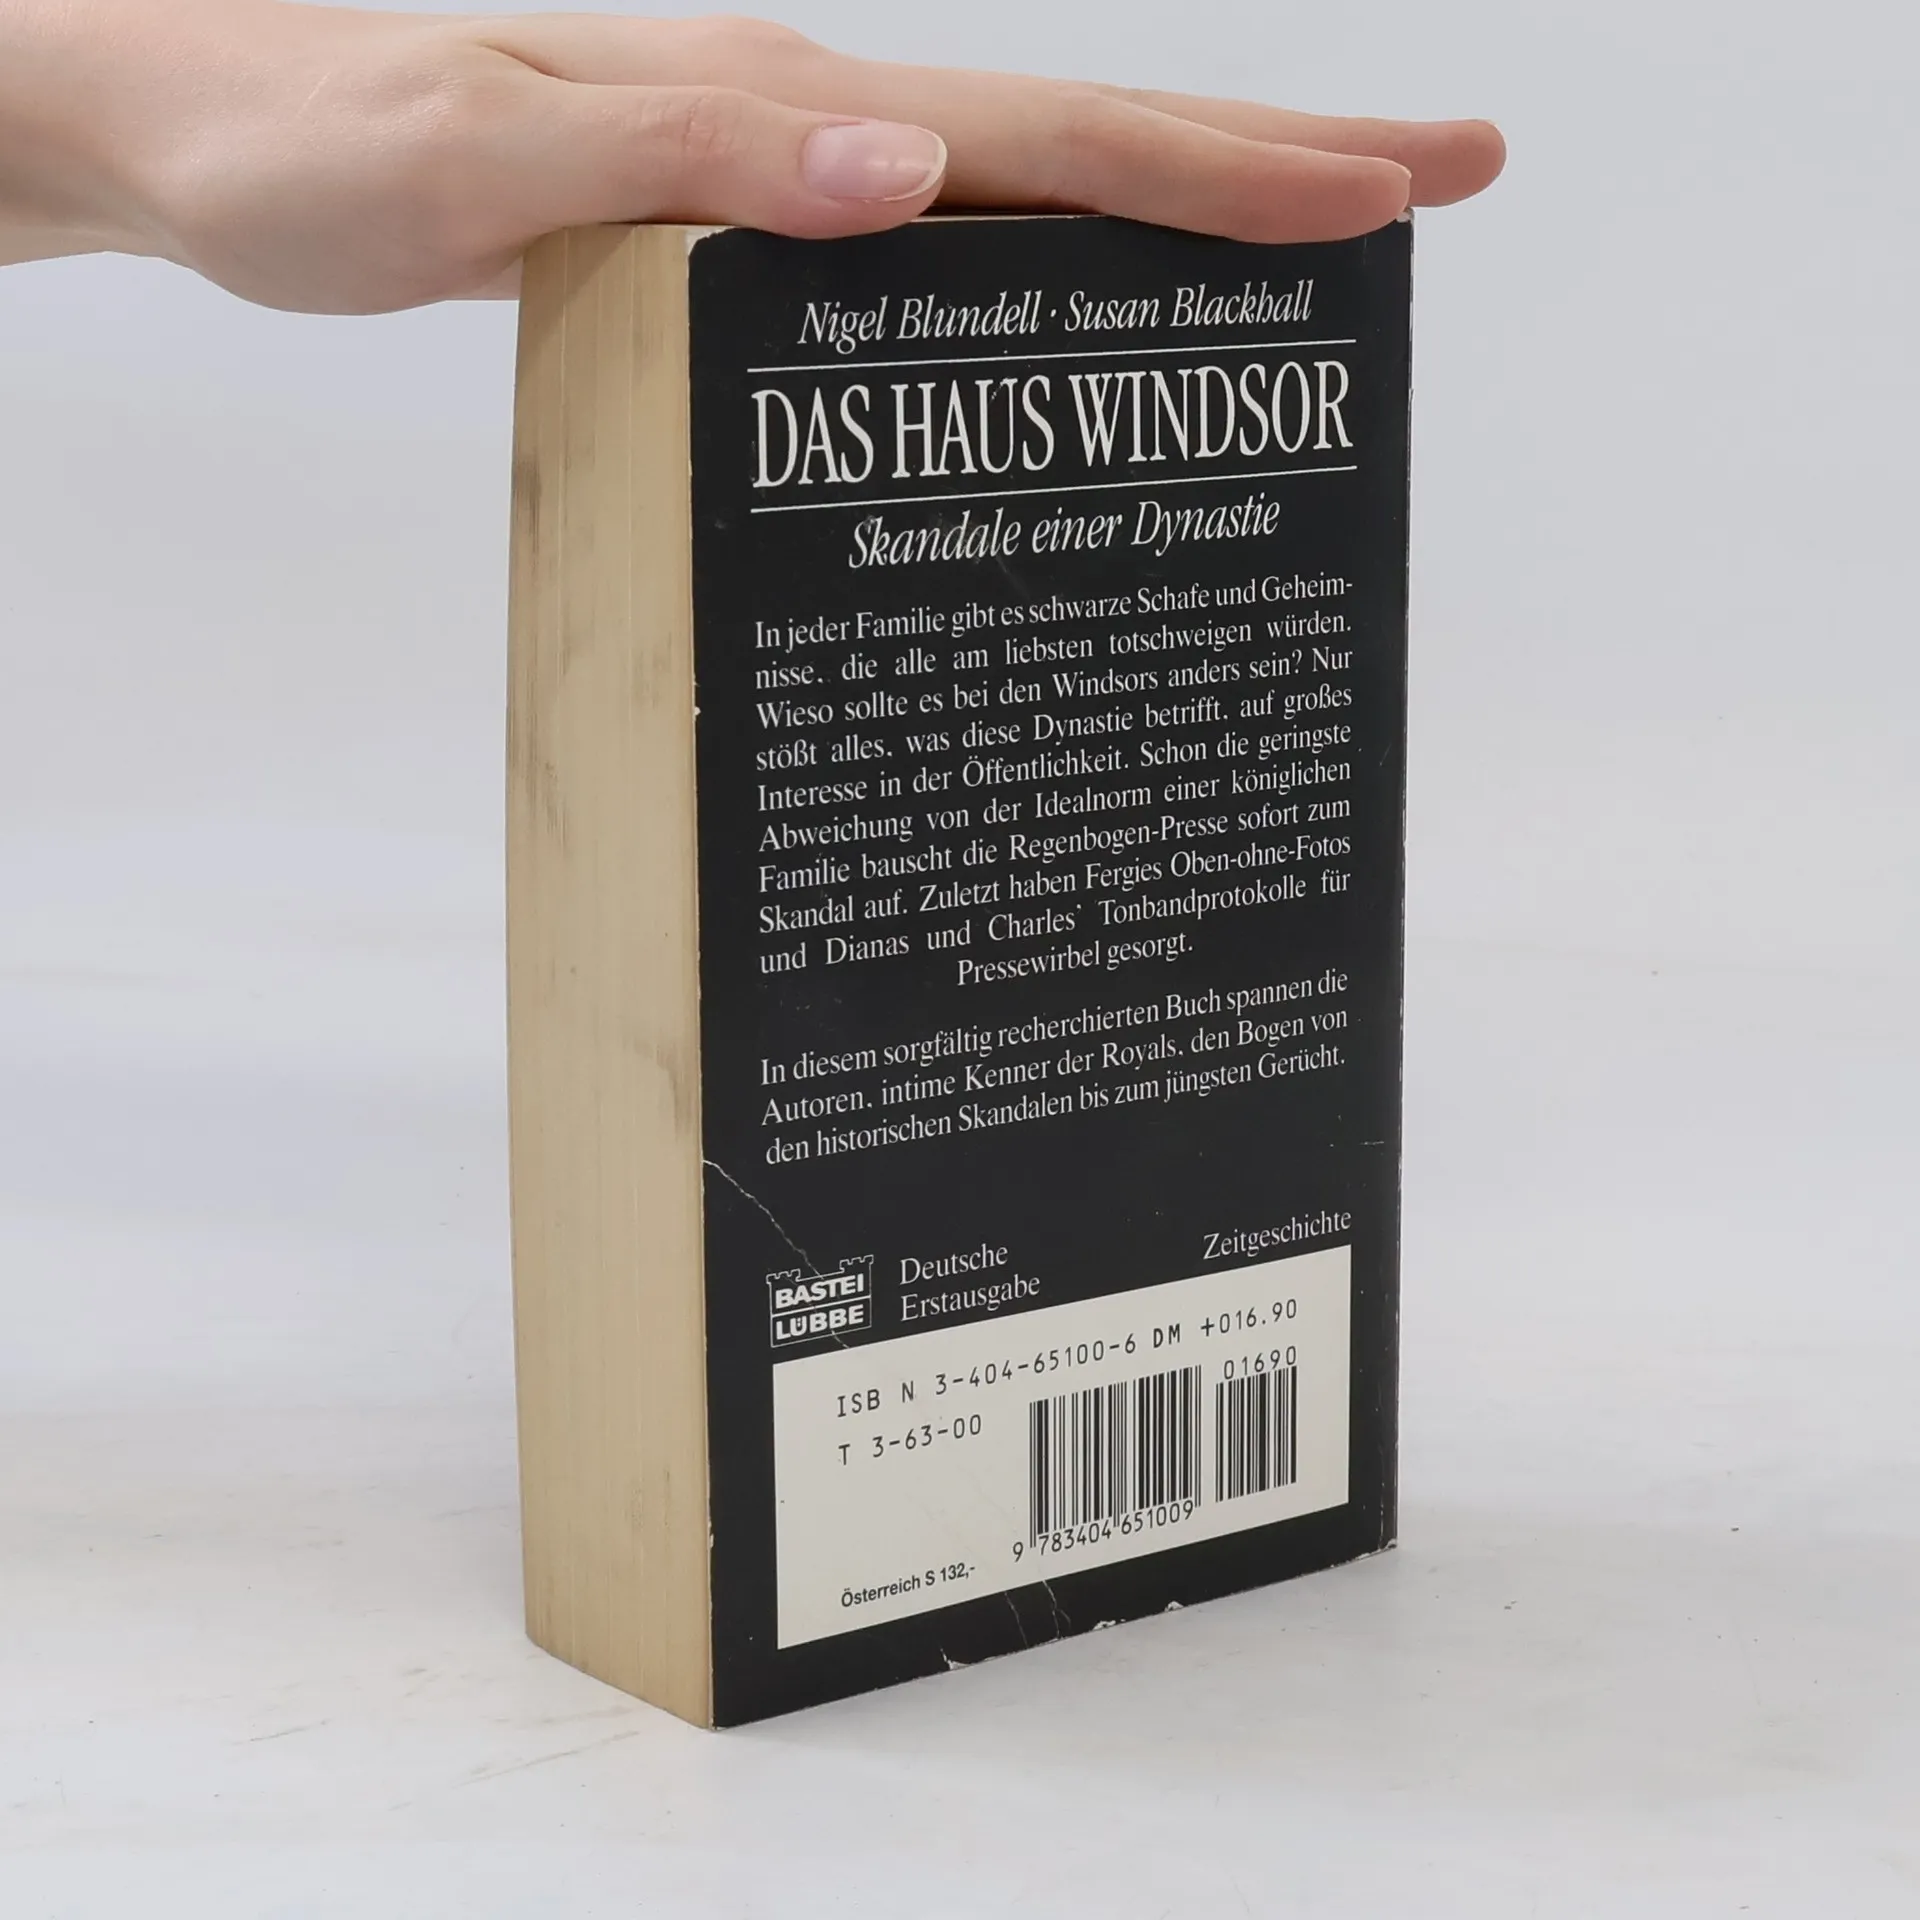 Nigel Blundell · Susan Blackhall
DAS HAUS WINDSOR
Skandale einer Dynastie
In jeder Familie gibt es schwarze Schafe und Geheim-
nisse, die alle am liebsten totschweigen würden.
Wieso sollte es bei den Windsors anders sein? Nur
stößt alles, was diese Dynastie betrifft, auf großes
Interesse in der Öffentlichkeit. Schon die geringste
Abweichung von der Idealnorm einer königlichen
Familie bauscht die Regenbogen-Presse sofort zum
Skandal auf. Zuletzt haben Fergies Oben-ohne-Fotos
und Dianas und Charles' Tonbandprotokolle für
Pressewirbel gesorgt.
In diesem sorgfältig recherchierten Buch spannen die
Autoren, intime Kenner der Royals, den Bogen von
den historischen Skandalen bis zum jüngsten Gerücht.
BASTEI
LÜBBE
Deutsche
Erstausgabe
Zeitgeschichte
ISB N 3-404-65100-6 DM +016.90
T 3-63-00
01690
9 783404 651009
Österreich S 132,-